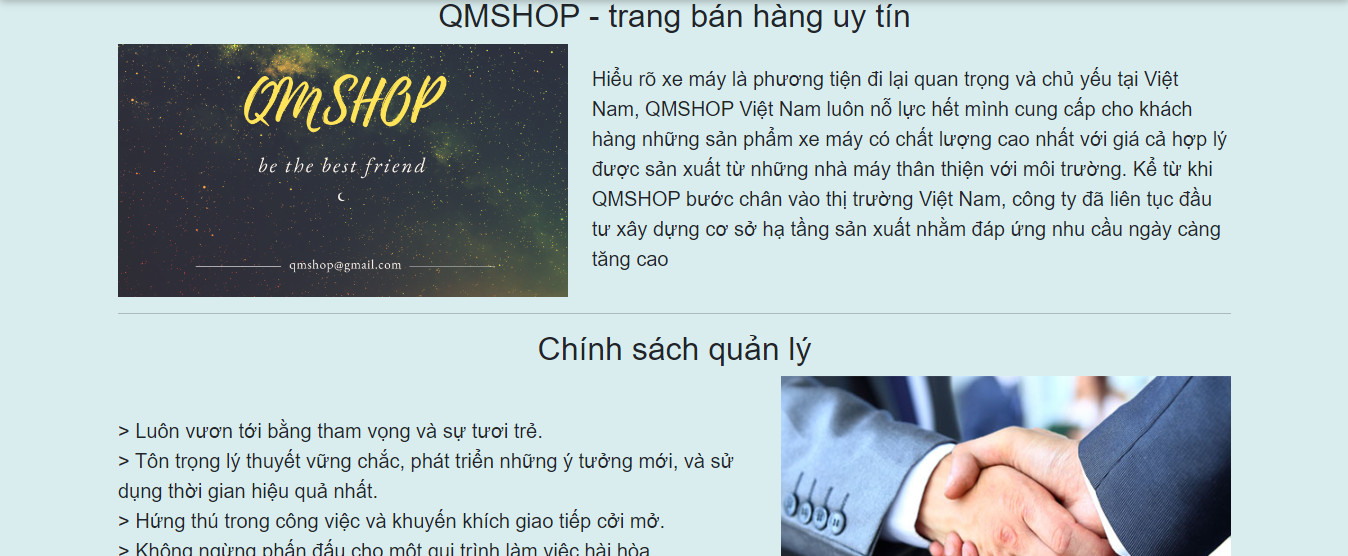 QMSHOP - trang bán hàng uy tín
QMSHOP
be the best friend
qmshop@gmail.com
Hiểu rõ xe máy là phương tiện đi lại quan trọng và chủ yếu tại Việt
Nam, QMSHOP Việt Nam luôn nỗ lực hết mình cung cấp cho khách
hàng những sản phẩm xe máy có chất lượng cao nhất với giá cả hợp lý
được sản xuất từ những nhà máy thân thiện với môi trường. Kể từ khi
QMSHOP bước chân vào thị trường Việt Nam, công ty đã liên tục đầu
tư xây dựng cơ sở hạ tầng sản xuất nhằm đáp ứng nhu cầu ngày càng
tăng cao
Chính sách quản lý
> Luôn vươn tới bằng tham vọng và sự tươi trẻ.
> Tôn trọng lý thuyết vững chắc, phát triển những ý tưởng mới, và sử
dụng thời gian hiệu quả nhất.
> Hứng thú trong công việc và khuyến khích giao tiếp cởi mở.
> Không ngừng phấn đấu cho một qui trình làm việc hài hòa